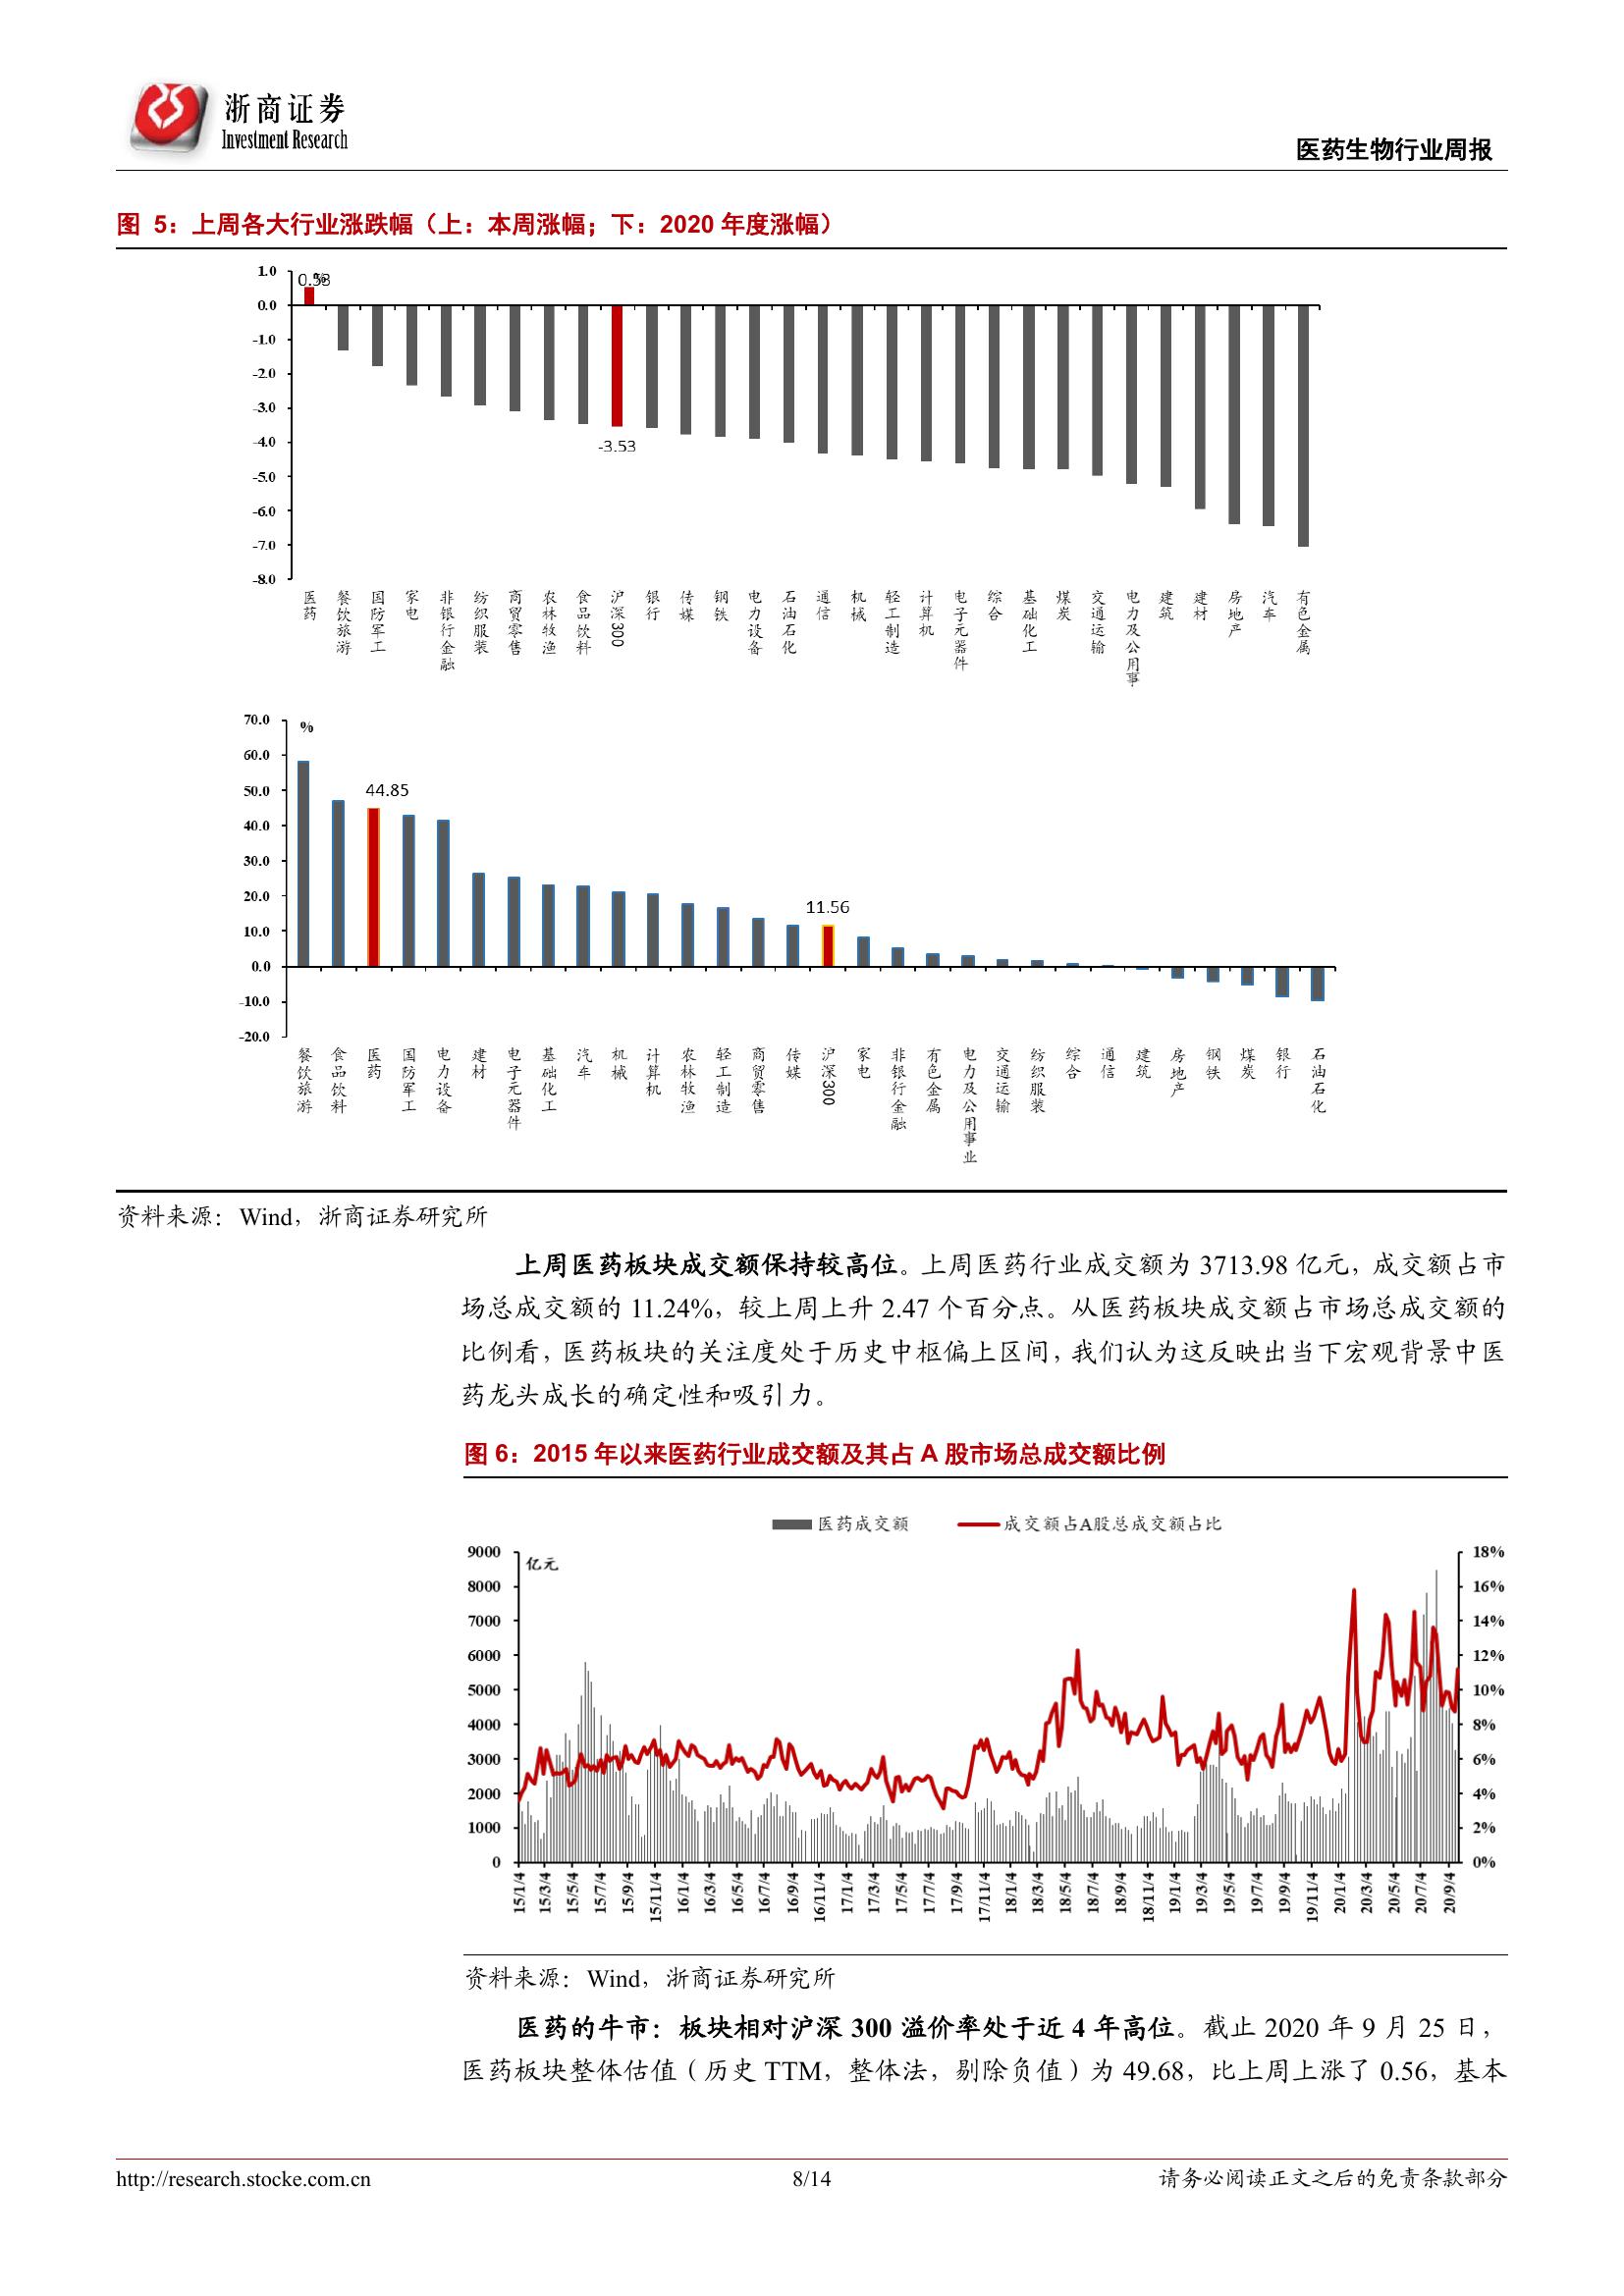 浙商证券
Investment Research
医药生物行业周报
图 5：上周各大行业涨跌幅（上：本周涨幅；下：2020 年度涨幅）
1.0
0.53
%
0.0
-1.0
-2.0
-3.0
-4.0
-5.0
-6.0
-7.0
-8.0
-3.53
医药
餐饮旅游
国防军工
家电
非银行金融
纺织服装
商贸零售
农林牧渔
食品饮料
沪深300
银行
传媒
钢铁
电力设备
石油石化
通信
机械
轻工制造
计算机
电子元器件
综合
基础化工
煤炭
交通运输
电力及公用事
建筑
建材
房地产
汽车
有色金属
70.0
60.0
50.0
40.0
30.0
20.0
10.0
0.0
-10.0
-20.0
%
44.85
11.56
餐饮旅游
食品饮料
医药
国防军工
电力设备
建材
电子元器件
基础化工
汽车
机械
计算机
农林牧渔
轻工制造
商贸零售
传媒
沪深300
家电
非银行金融
有色金属
电力及公用事业
交通运输
纺织服装
综合
通信
建筑
房地产
钢铁
煤炭
银行
石油石化
资料来源：Wind，浙商证券研究所
上周医药板块成交额保持较高位。上周医药行业成交额为 3713.98 亿元，成交额占市
场总成交额的 11.24%，较上周上升 2.47 个百分点。从医药板块成交额占市场总成交额的
比例看，医药板块的关注度处于历史中枢偏上区间，我们认为这反映出当下宏观背景中医
药龙头成长的确定性和吸引力。
图 6：2015 年以来医药行业成交额及其占 A 股市场总成交额比例
医药成交额
成交额占A股总成交额占比
亿元
9000
8000
7000
6000
5000
4000
3000
2000
1000
0
18%
16%
14%
12%
10%
8%
6%
4%
2%
0%
15/1/4
15/3/4
15/5/4
15/7/4
15/9/4
15/11/4
16/1/4
16/3/4
16/5/4
16/7/4
16/9/4
16/11/4
17/1/4
17/3/4
17/5/4
17/7/4
17/9/4
17/11/4
18/1/4
18/3/4
18/5/4
18/7/4
18/9/4
18/11/4
19/1/4
19/3/4
19/5/4
19/7/4
19/9/4
19/11/4
20/1/4
20/3/4
20/5/4
20/7/4
20/9/4
资料来源：Wind，浙商证券研究所
医药的牛市：板块相对沪深 300 溢价率处于近 4 年高位。截止 2020 年 9 月 25 日，
医药板块整体估值（历史 TTM，整体法，剔除负值）为 49.68，比上周上涨了 0.56，基本
http://research.stocke.com.cn
8/14
请务必阅读正文之后的免责条款部分